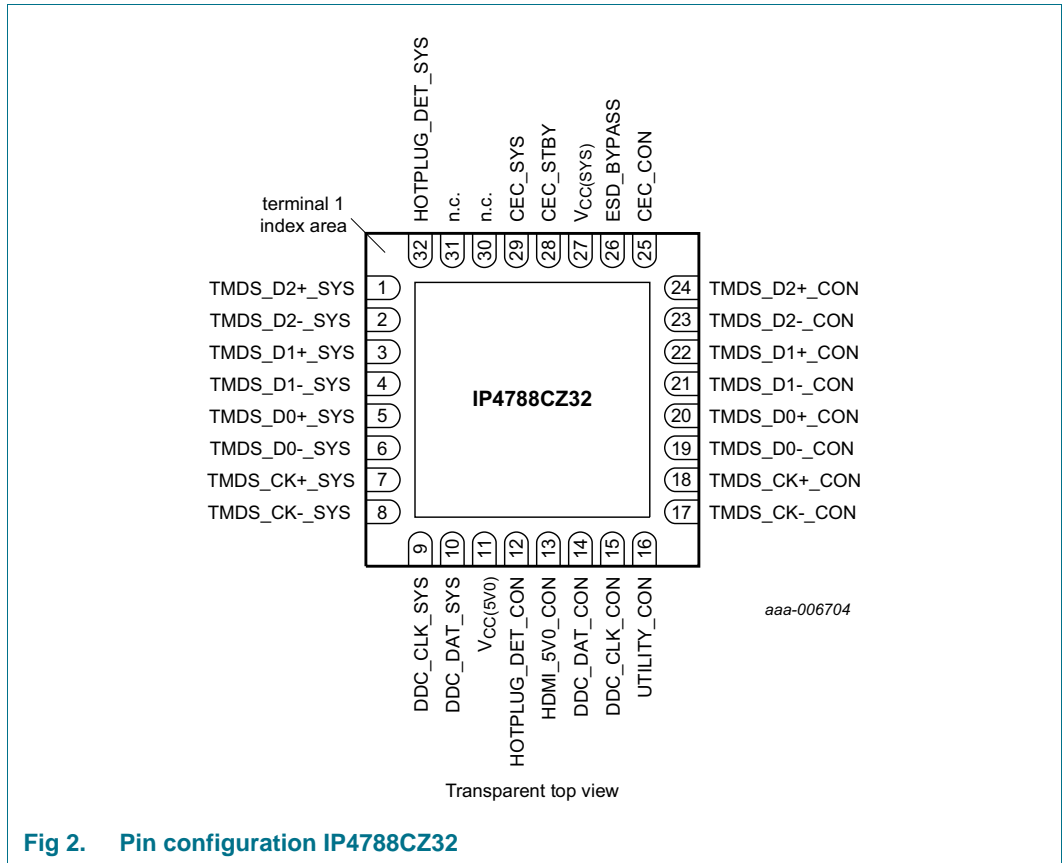 HOTPLUG_DET_SYS
n.c.
n.c.
CEC_SYS
CEC_STBY
VCC(SYS)
ESD_BYPASS
CEC_CON
terminal 1
index area
32
31
30
29
28
27
26
25
TMDS_D2+_SYS 1
TMDS_D2-_SYS 2
TMDS_D1+_SYS 3
TMDS_D1-_SYS 4
TMDS_D0+_SYS 5
TMDS_D0-_SYS 6
TMDS_CK+_SYS 7
TMDS_CK-_SYS 8
IP4788CZ32
24 TMDS_D2+_CON
23 TMDS_D2-_CON
22 TMDS_D1+_CON
21 TMDS_D1-_CON
20 TMDS_D0+_CON
19 TMDS_D0-_CON
18 TMDS_CK+_CON
17 TMDS_CK-_CON
9
10
11
12
13
14
15
16
DDC_CLK_SYS
DDC_DAT_SYS
VCC(5V0)
HOTPLUG_DET_CON
HDMI_5V0_CON
DDC_DAT_CON
DDC_CLK_CON
UTILITY_CON
aaa-006704
Transparent top view
Fig 2. Pin configuration IP4788CZ32